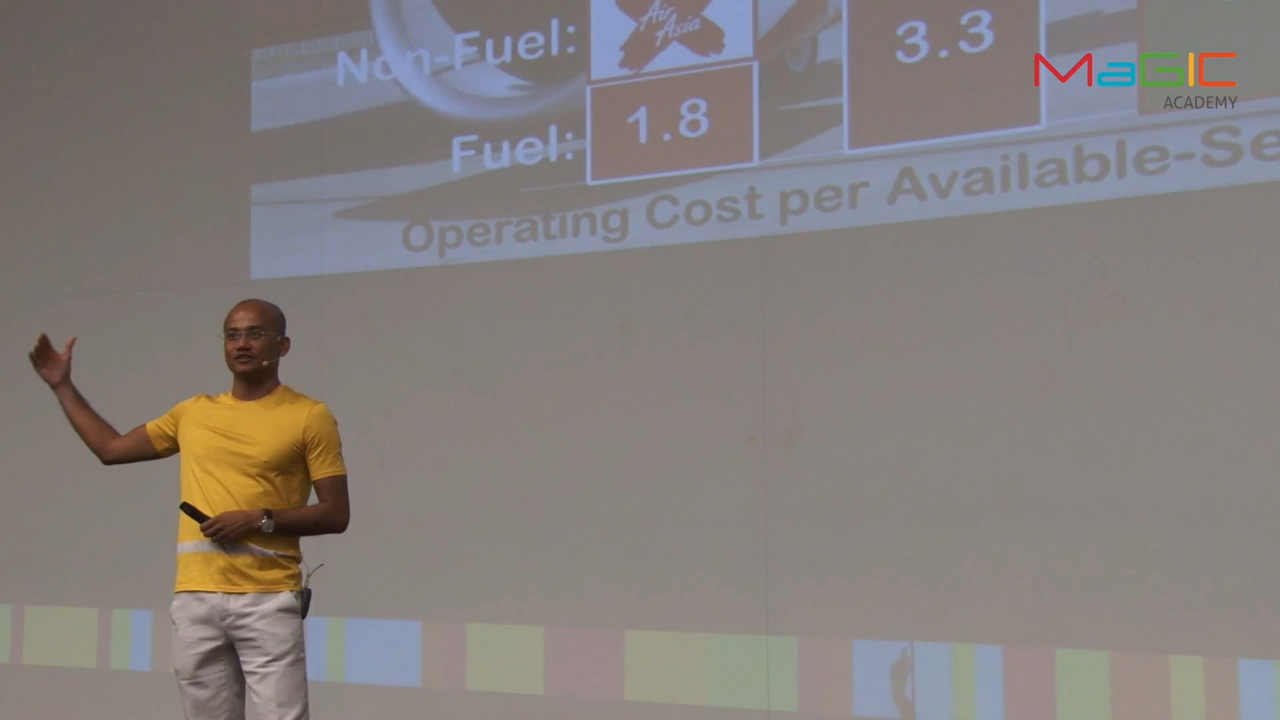 Air
Asia
Non-Fuel:
3.3
MaGIC
ACADEMY
1.8
Fuel:
Operating Cost per Available-Se